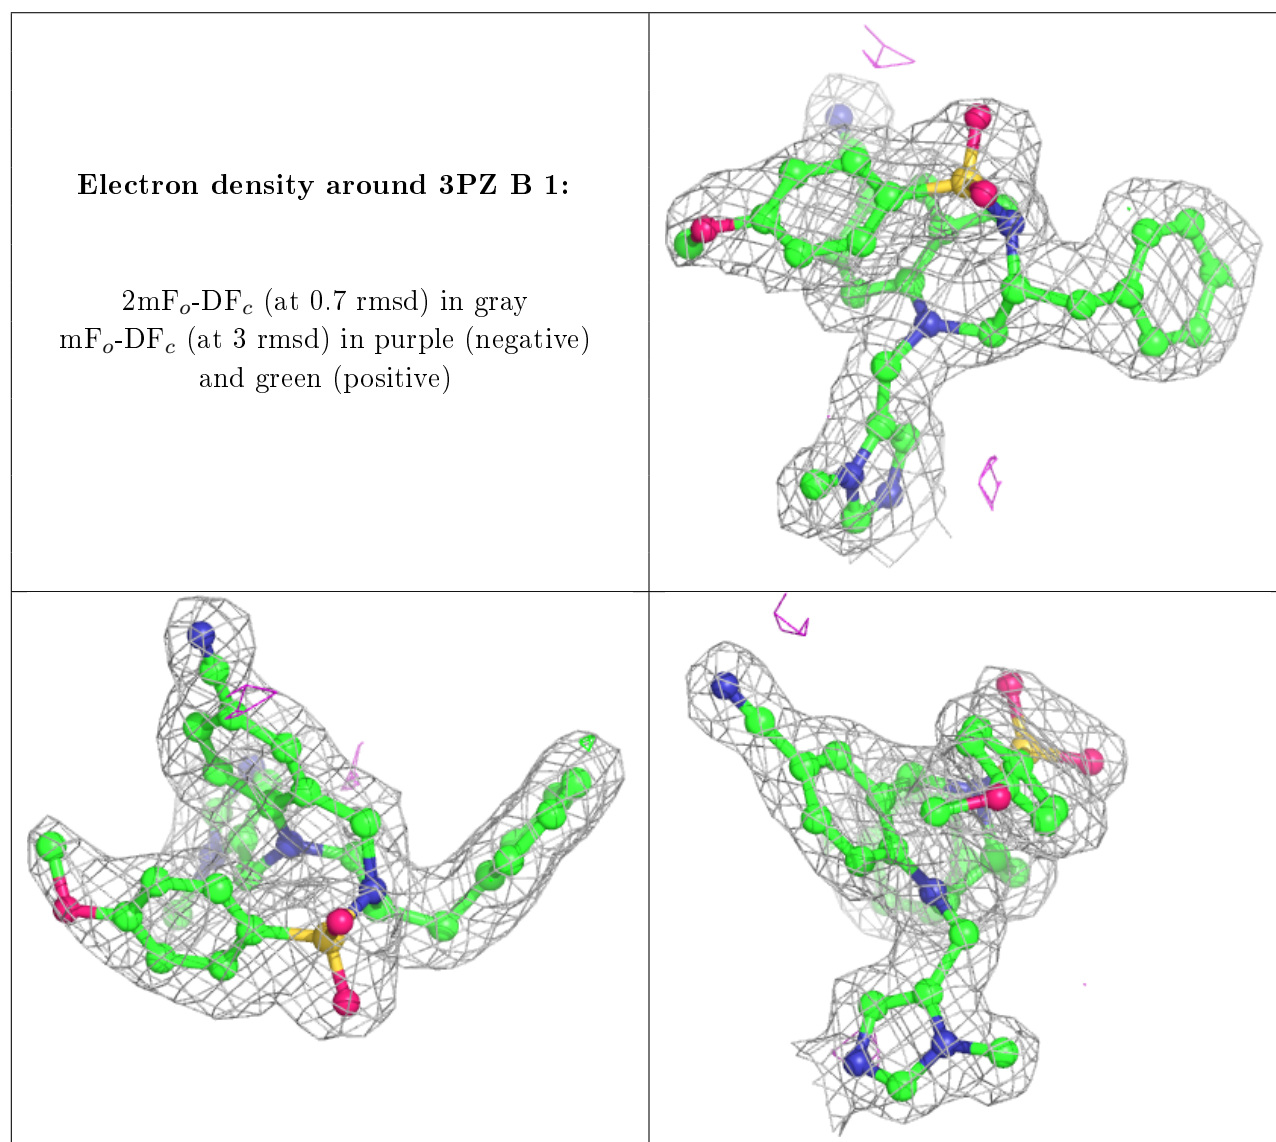 Electron density around 3PZ B 1:
2mFo-DFc (at 0.7 rmsd) in gray
mFo-DFc (at 3 rmsd) in purple (negative)
and green (positive)